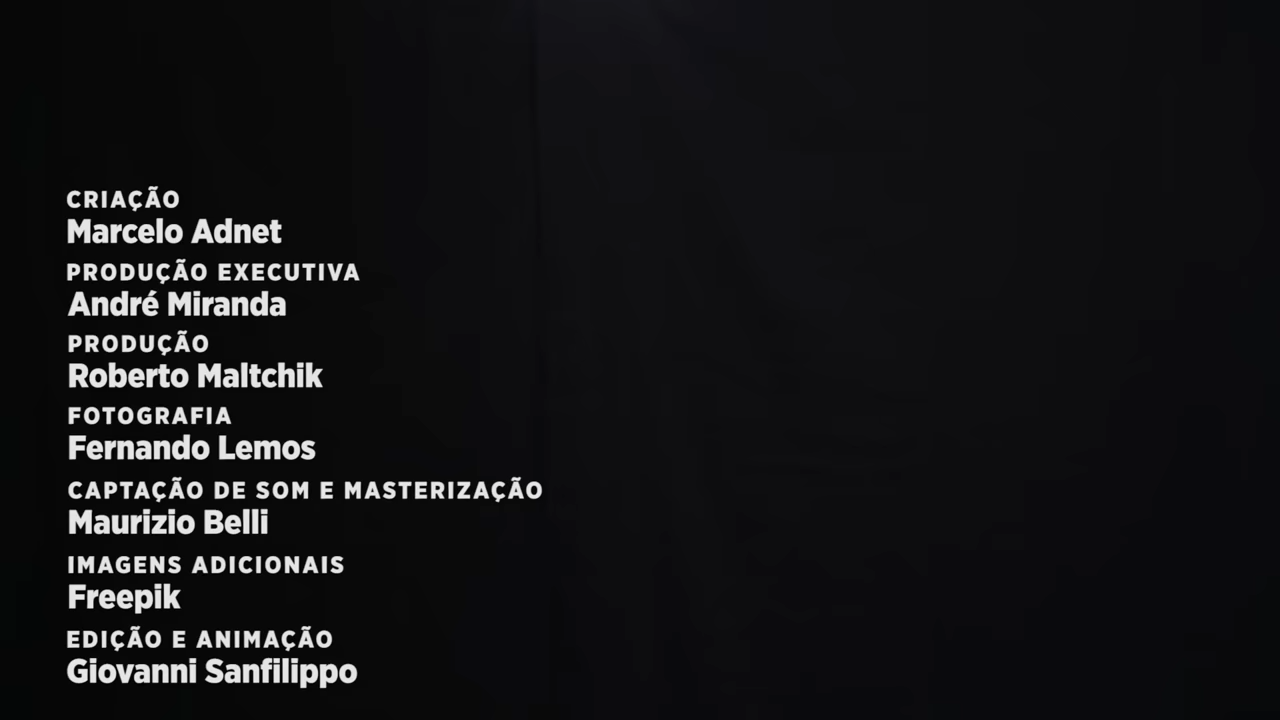 CRIAÇÃO
Marcelo Adnet
PRODUÇÃO EXECUTIVA
André Miranda
PRODUÇÃO
Roberto Maltchik
FOTOGRAFIA
Fernando Lemos
CAPTAÇÃO DE SOM E MASTERIZAÇÃO
Maurizio Belli
IMAGENS ADICIONAIS
Freepik
EDIÇÃO E ANIMAÇÃO
Giovanni Sanfilippo